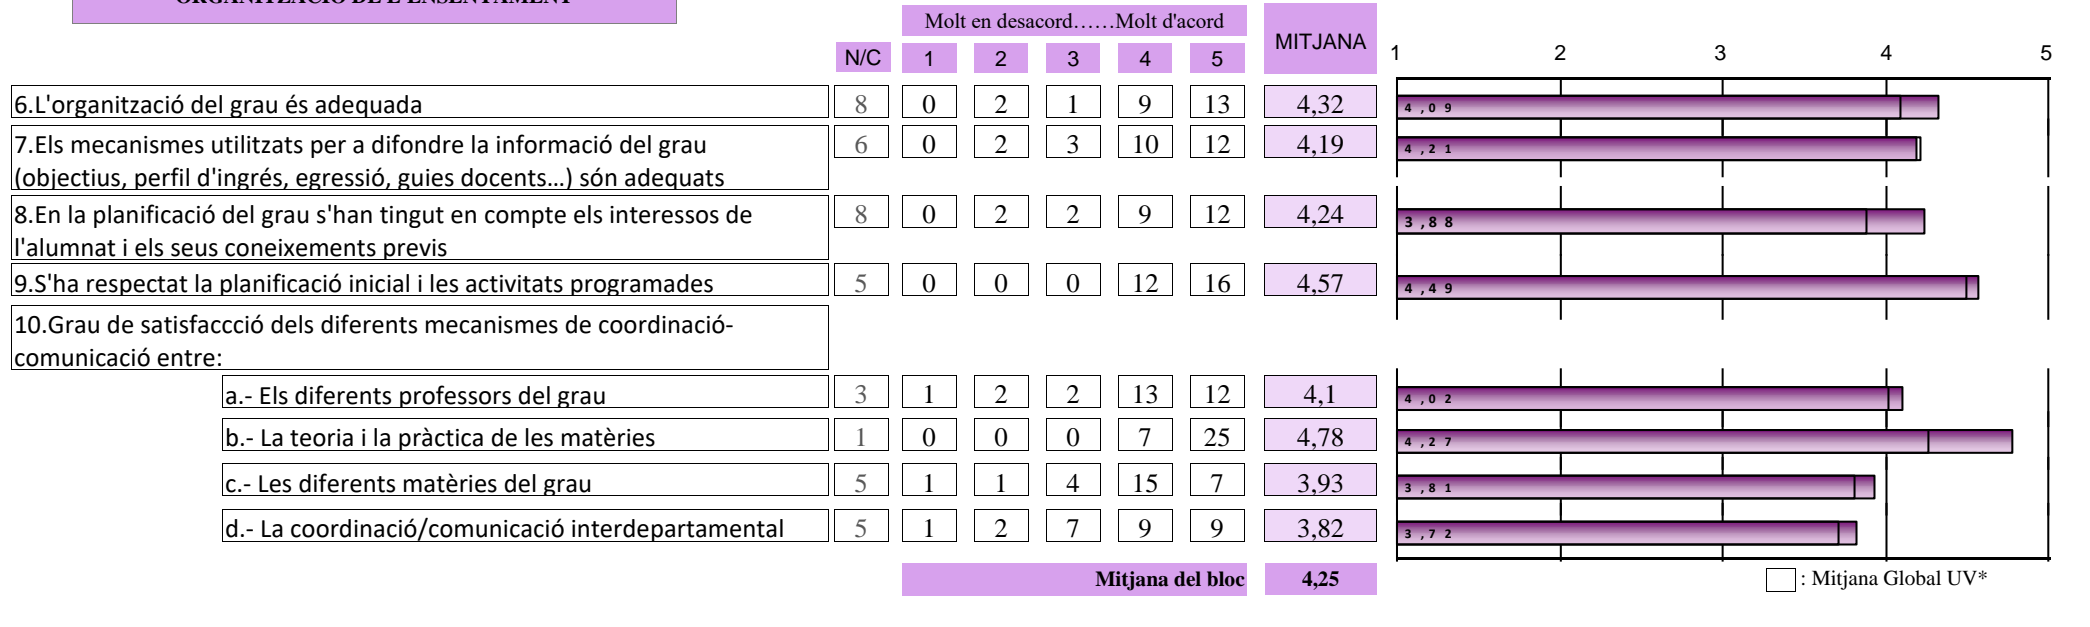 Molt en desacord……Molt d'acord
MITJANA
N/C 1 2 3 4 5
1 2 3 4 5
6.L'organització del grau és adequada 8 0 2 1 9 13 4,32 4,09
7.Els mecanismes utilitzats per a difondre la informació del grau 6 0 2 3 10 12 4,19 4,21
(objectius, perfil d'ingrés, egressió, guies docents…) són adequats
8.En la planificació del grau s'han tingut en compte els interessos de 8 0 2 2 9 12 4,24 3,88
l'alumnat i els seus coneixements previs
9.S'ha respectat la planificació inicial i les activitats programades 5 0 0 0 12 16 4,57 4,49
10.Grau de satisfaccció dels diferents mecanismes de coordinació-
comunicació entre:
a.- Els diferents professors del grau 3 1 2 2 13 12 4,1 4,02
b.- La teoria i la pràctica de les matèries 1 0 0 0 7 25 4,78 4,27
c.- Les diferents matèries del grau 5 1 1 4 15 7 3,93 3,81
d.- La coordinació/comunicació interdepartamental 5 1 2 7 9 9 3,82 3,72
Mitjana del bloc 4,25
: Mitjana Global UV*